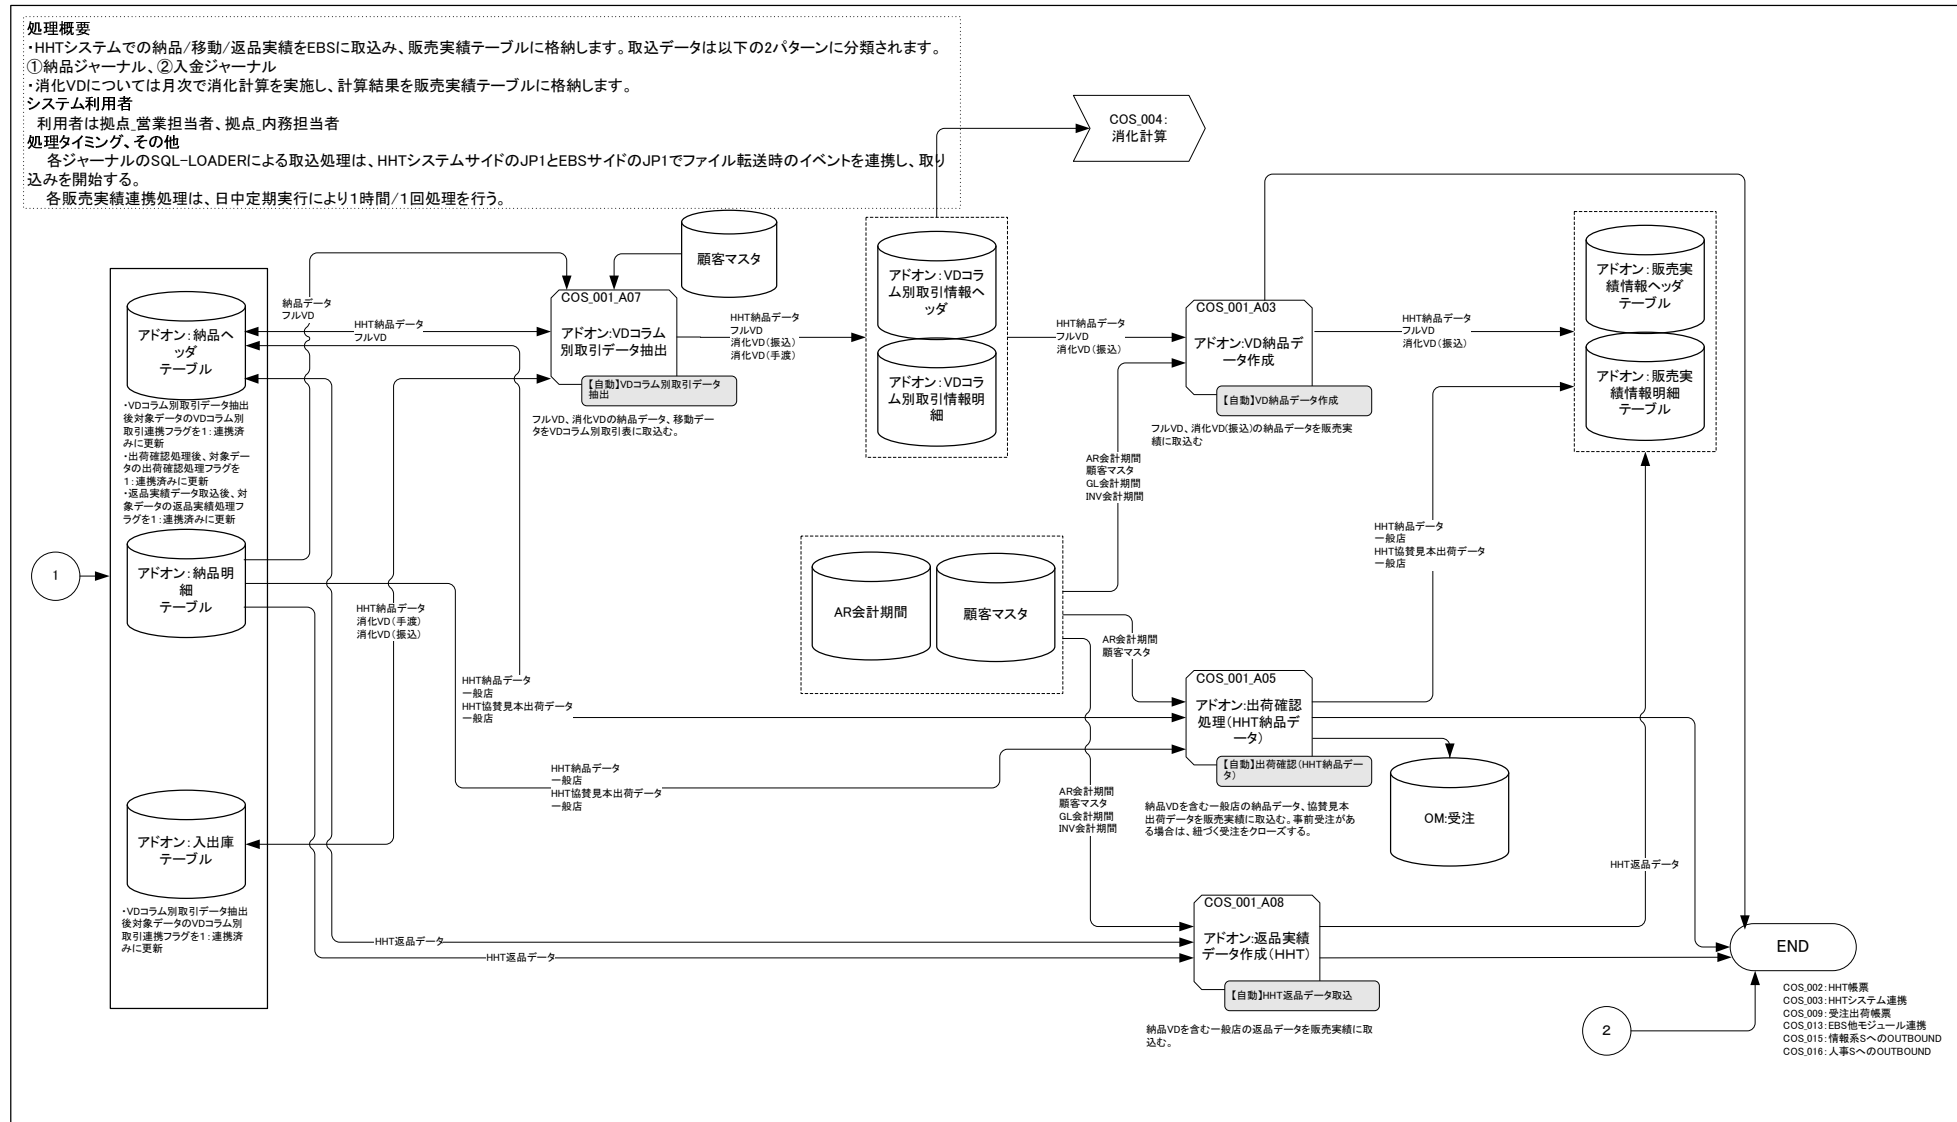 処理概要
・HHTシステムでの納品/移動/返品実績をEBSに取込み、販売実績テーブルに格納します。取込データは以下の2パターンに分類されます。
①納品ジャーナル、②入金ジャーナル
・消化VDについては月次で消化計算を実施し、計算結果を販売実績テーブルに格納します。
システム利用者
利用者は拠点_営業担当者、拠点_内務担当者
処理タイミング、その他
各ジャーナルのSQL-LOADERによる取込処理は、HHTシステムサイドのJP1とEBSサイドのJP1でファイル転送時のイベントを連携し、取り
込みを開始する。
各販売実績連携処理は、日中定期実行により1時間/1回処理を行う。
COS_004:
消化計算
顧客マスタ
アドオン：納品ヘ
ッダ
テーブル
・VDコラム別取引データ抽出
後対象データのVDコラム別
取引連携フラグを1:連携済
みに更新
・出荷確認処理後、対象デー
タの出荷確認処理フラグを
1:連携済みに更新
・返品実績データ取込後、対
象データの返品実績処理フ
ラグを1:連携済みに更新
納品データ
フルVD
HHT納品データ
フルVD
COS_001_A07
アドオン:VDコラム
別取引データ抽出
【自動】VDコラム別取引データ
抽出
フルVD、消化VDの納品データ、移動デー
タをVDコラム別取引表に取込む。
HHT納品データ
フルVD
消化VD（振込）
消化VD（手渡）
アドオン：VDコラ
ム別取引情報ヘ
ッダ
アドオン：VDコラ
ム別取引情報明
細
HHT納品データ
フルVD
消化VD（振込）
COS_001_A03
アドオン:VD納品デ
ータ作成
【自動】VD納品データ作成
フルVD、消化VD(振込)の納品データを販売実
績に取込む
HHT納品データ
フルVD
消化VD（振込）
アドオン：販売実
績情報ヘッダ
テーブル
アドオン：販売実
績情報明細
テーブル
AR会計期間
顧客マスタ
GL会計期間
INV会計期間
HHT納品データ
一般店
HHT協賛見本出荷データ
一般店
1
アドオン：納品明
細
テーブル
HHT納品データ
消化VD（手渡）
消化VD（振込）
AR会計期間
顧客マスタ
AR会計期間
顧客マスタ
HHT納品データ
一般店
HHT協賛見本出荷データ
一般店
COS_001_A05
アドオン:出荷確認
処理（HHT納品デ
ータ）
【自動】出荷確認（HHT納品デー
タ）
納品VDを含む一般店の納品データ、協賛見本
出荷データを販売実績に取込む。事前受注があ
る場合は、紐づく受注をクローズする。
OM:受注
HHT納品データ
一般店
HHT協賛見本出荷データ
一般店
AR会計期間
顧客マスタ
GL会計期間
INV会計期間
アドオン：入出庫
テーブル
・VDコラム別取引データ抽出
後対象データのVDコラム別
取引連携フラグを1:連携済
みに更新
HHT返品データ
HHT返品データ
HHT返品データ
COS_001_A08
アドオン:返品実績
データ作成（HHT）
【自動】HHT返品データ取込
納品VDを含む一般店の返品データを販売実績に取
込む。
END
2
COS_002:HHT帳票
COS_003:HHTシステム連携
COS_009:受注出荷帳票
COS_013:EBS他モジュール連携
COS_015:情報系SへのOUTBOUND
COS_016:人事SへのOUTBOUND